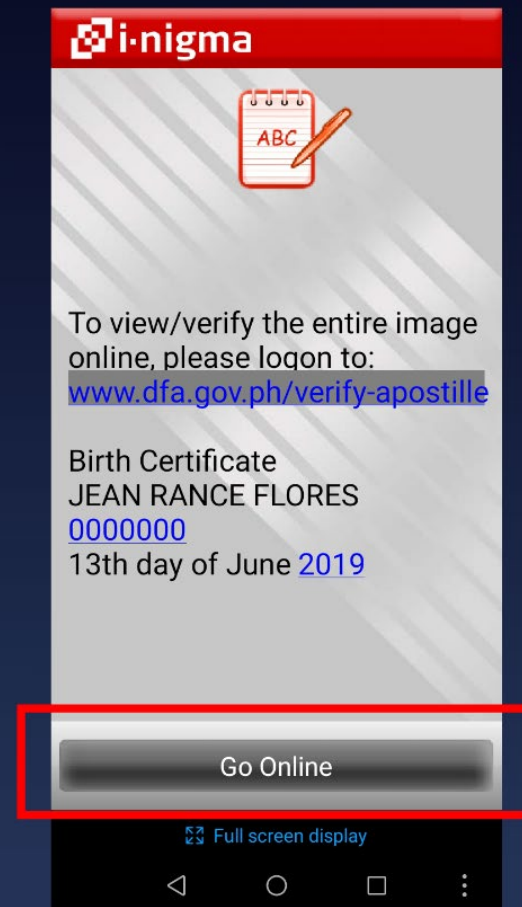 i-nigma
ABC
To view/verify the entire image
online, please logon to:
www.dfa.gov.ph/verify-apostille
Birth Certificate
JEAN RANCE FLORES
0000000
13th day of June 2019
Go Online
Full screen display